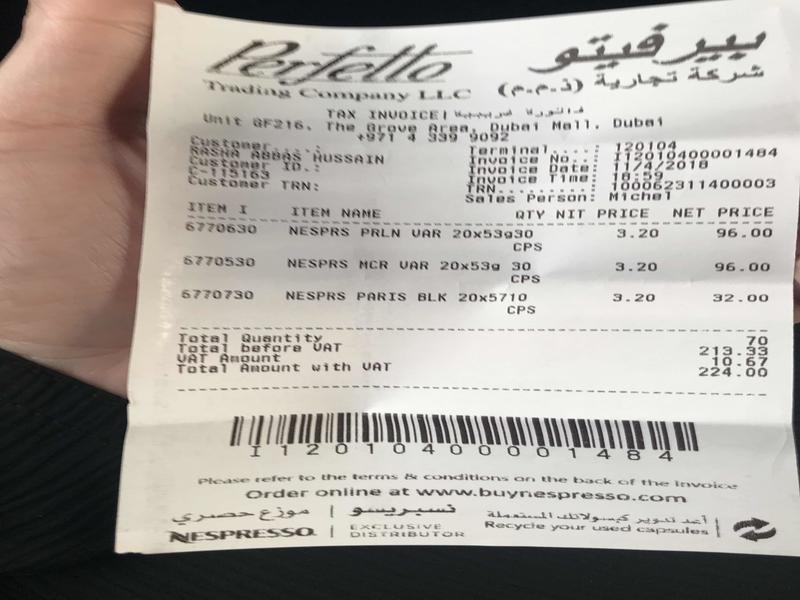 Perfetto بيرفيتو
Trading Company LLC شركة تجارية (ذ.م.م)
TAX INVOICE| فاتورة ضريبية
Unit GF216, The Grove Area, Dubai Mall, Dubai
+971 4 339 9092
Customer...: Terminal....: 120104
RASHA ABBAS HUSSAIN Invoice No..: I12010400001484
Customer ID.: Invoice Date: 11/4/2018
C-115163 Invoice Time: 18:59
Customer TRN: TRN.........: 100062311400003
Sales Person: Michel
ITEM I ITEM NAME QTY NIT PRICE NET PRICE
6770630 NESPRS PRLN VAR 20x53g30 3.20 96.00
CPS
6770530 NESPRS MCR VAR 20x53g 30 3.20 96.00
CPS
6770730 NESPRS PARIS BLK 20x5710 3.20 32.00
CPS
Total Quantity 70
Total before VAT 213.33
VAT Amount 10.67
Total Amount with VAT 224.00
I12010400001484
Please refer to the terms & conditions on the back of the invoice
Order online at www.buynespresso.com
موزع حصري | نسبريسو أعد تدوير كبسولاتك المستعملة
NESPRESSO | EXCLUSIVE DISTRIBUTOR Recycle your used capsules